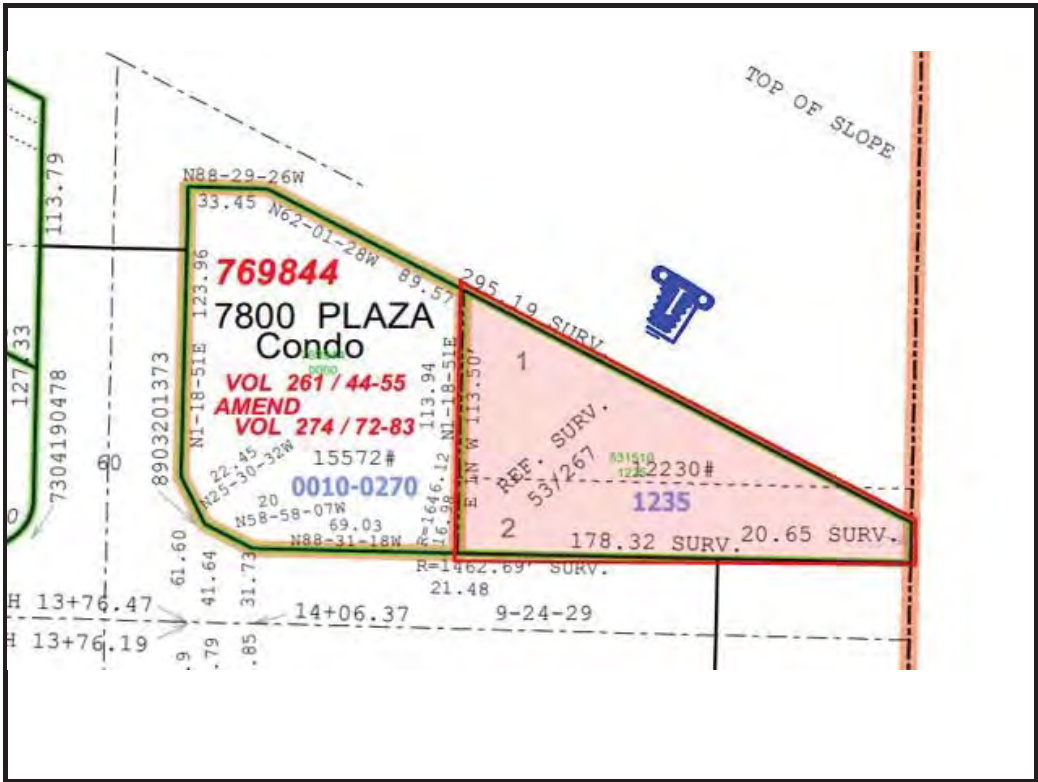 TOP OF SLOPE
N88-29-26W
33.45
N62-01-28W
89.57
113.79
123.96
N1-18-51E
769844
7800 PLAZA
Condo
0000
VOL 261 / 44-55
AMEND
VOL 274 / 72-83
15572#
0010-0270
22.45
N25-30-32W
20
N58-58-07W
69.03
N88-31-18W
8903201373
127.33
7304190478
60
0
295.19 SURV.
1
113.94 N1-18-51E
E IN W 113.50'
R=1646.12
16.98
REF. SURV.
53/267
531510
12230#
1235
2
178.32 SURV.
20.65 SURV.
R=1462.69' SURV.
21.48
61.60
41.64
31.73
H 13+76.47
14+06.37
9-24-29
H 13+76.19
9
.79
.85